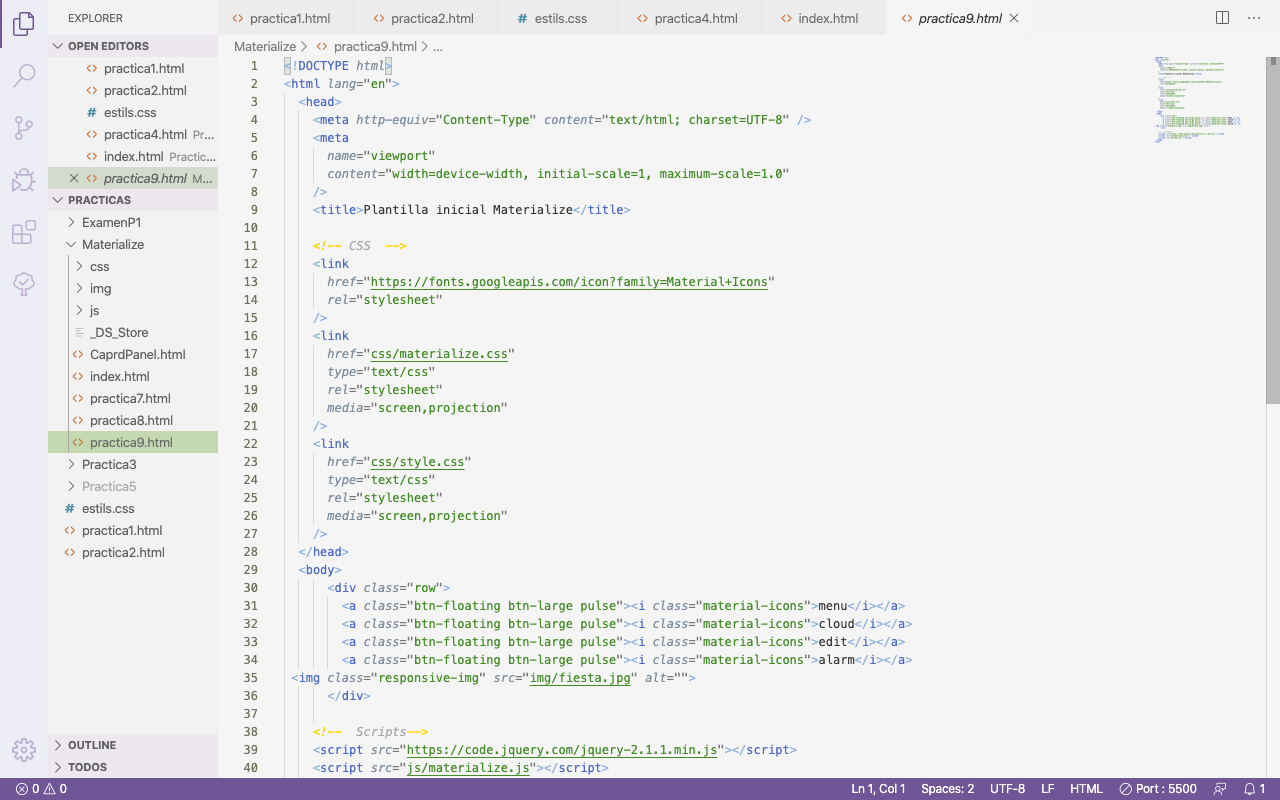 EXPLORER
OPEN EDITORS
practica1.html
practica2.html
estils.css
practica4.html Pr...
index.html Practic...
practica9.html M...
PRACTICAS
ExamenP1
Materialize
css
img
js
_DS_Store
CaprdPanel.html
index.html
practica7.html
practica8.html
practica9.html
Practica3
Practica5
estils.css
practica1.html
practica2.html
OUTLINE
TODOS
practica1.html practica2.html estils.css practica4.html index.html practica9.html
Materialize > practica9.html > ...
1 <!DOCTYPE html>
2 <html lang="en">
3 <head>
4 <meta http-equiv="Content-Type" content="text/html; charset=UTF-8" />
5 <meta
6 name="viewport"
7 content="width=device-width, initial-scale=1, maximum-scale=1.0"
8 />
9 <title>Plantilla inicial Materialize</title>
10
11 <!-- CSS -->
12 <link
13 href="https://fonts.googleapis.com/icon?family=Material+Icons"
14 rel="stylesheet"
15 />
16 <link
17 href="css/materialize.css"
18 type="text/css"
19 rel="stylesheet"
20 media="screen,projection"
21 />
22 <link
23 href="css/style.css"
24 type="text/css"
25 rel="stylesheet"
26 media="screen,projection"
27 />
28 </head>
29 <body>
30 <div class="row">
31 <a class="btn-floating btn-large pulse"><i class="material-icons">menu</i></a>
32 <a class="btn-floating btn-large pulse"><i class="material-icons">cloud</i></a>
33 <a class="btn-floating btn-large pulse"><i class="material-icons">edit</i></a>
34 <a class="btn-floating btn-large pulse"><i class="material-icons">alarm</i></a>
35 <img class="responsive-img" src="img/fiesta.jpg" alt="">
36 </div>
37
38 <!-- Scripts-->
39 <script src="https://code.jquery.com/jquery-2.1.1.min.js"></script>
40 <script src="js/materialize.js"></script>
0 0 Ln 1, Col 1 Spaces: 2 UTF-8 LF HTML Port : 5500 1